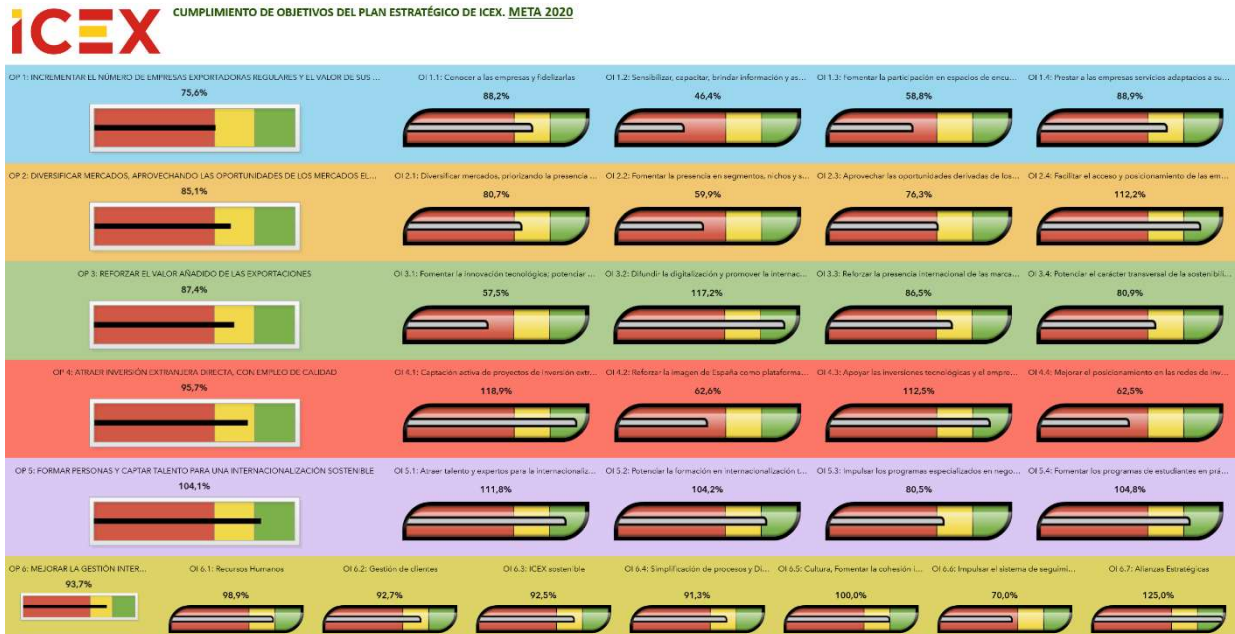 ICEX
CUMPLIMIENTO DE OBJETIVOS DEL PLAN ESTRATÉGICO DE ICEX. META 2020
OP 1: INCREMENTAR EL NÚMERO DE EMPRESAS EXPORTADORAS REGULARES Y EL VALOR DE SUS ...
75,6%
OI 1.1: Conocer a las empresas y fidelizarlas
88,2%
OI 1.2: Sensibilizar, capacitar, brindar información y as...
46,4%
OI 1.3: Fomentar la participación en espacios de encu...
58,8%
OI 1.4: Prestar a las empresas servicios adaptados a su...
88,9%
OP 2: DIVERSIFICAR MERCADOS, APROVECHANDO LAS OPORTUNIDADES DE LOS MERCADOS EL...
85,1%
OI 2.1: Diversificar mercados, priorizando la presencia ...
80,7%
OI 2.2: Fomentar la presencia en segmentos, nichos y s...
59,9%
OI 2.3: Aprovechar las oportunidades derivadas de los...
76,3%
OI 2.4: Facilitar el acceso y posicionamiento de las em...
112,2%
OP 3: REFORZAR EL VALOR AÑADIDO DE LAS EXPORTACIONES
87,4%
OI 3.1: Fomentar la innovación tecnológica; potenciar ...
57,5%
OI 3.2: Difundir la digitalización y promover la internac...
117,2%
OI 3.3: Reforzar la presencia internacional de las marca...
86,5%
OI 3.4: Potenciar el carácter transversal de la sostenibili...
80,9%
OP 4: ATRAER INVERSIÓN EXTRANJERA DIRECTA, CON EMPLEO DE CALIDAD
95,7%
OI 4.1: Captación activa de proyectos de inversión extr...
118,9%
OI 4.2: Reforzar la imagen de España como plataforma...
62,6%
OI 4.3: Apoyar las inversiones tecnológicas y el empre...
112,5%
OI 4.4: Mejorar el posicionamiento en las redes de inv...
62,5%
OP 5: FORMAR PERSONAS Y CAPTAR TALENTO PARA UNA INTERNACIONALIZACIÓN SOSTENIBLE
104,1%
OI 5.1: Atraer talento y expertos para la internacionaliz...
111,8%
OI 5.2: Potenciar la formación en internacionalización t...
104,2%
OI 5.3: Impulsar los programas especializados en nego...
80,5%
OI 5.4: Fomentar los programas de estudiantes en prá...
104,8%
OP 6: MEJORAR LA GESTIÓN INTER...
93,7%
OI 6.1: Recursos Humanos
98,9%
OI 6.2: Gestión de clientes
92,7%
OI 6.3: ICEX sostenible
92,5%
OI 6.4: Simplificación de procesos y Di...
91,3%
OI 6.5: Cultura, Fomentar la cohesión i...
100,0%
OI 6.6: Impulsar el sistema de seguimi...
70,0%
OI 6.7: Alianzas Estratégicas
125,0%